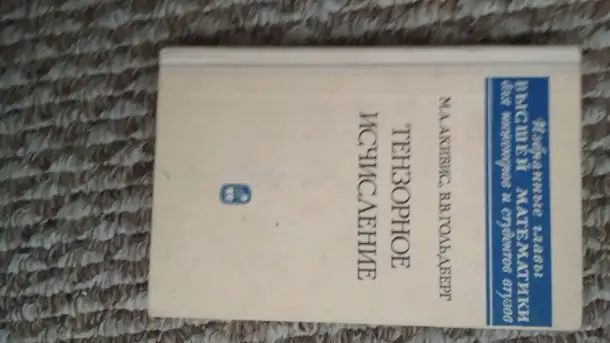 Избранные главы
ВЫСШЕЙ МАТЕМАТИКИ
для инженеров и студентов втузов
М.А.АКИВИС, В.В.ГОЛЬДБЕРГ
ТЕНЗОРНОЕ
ИСЧИСЛЕНИЕ